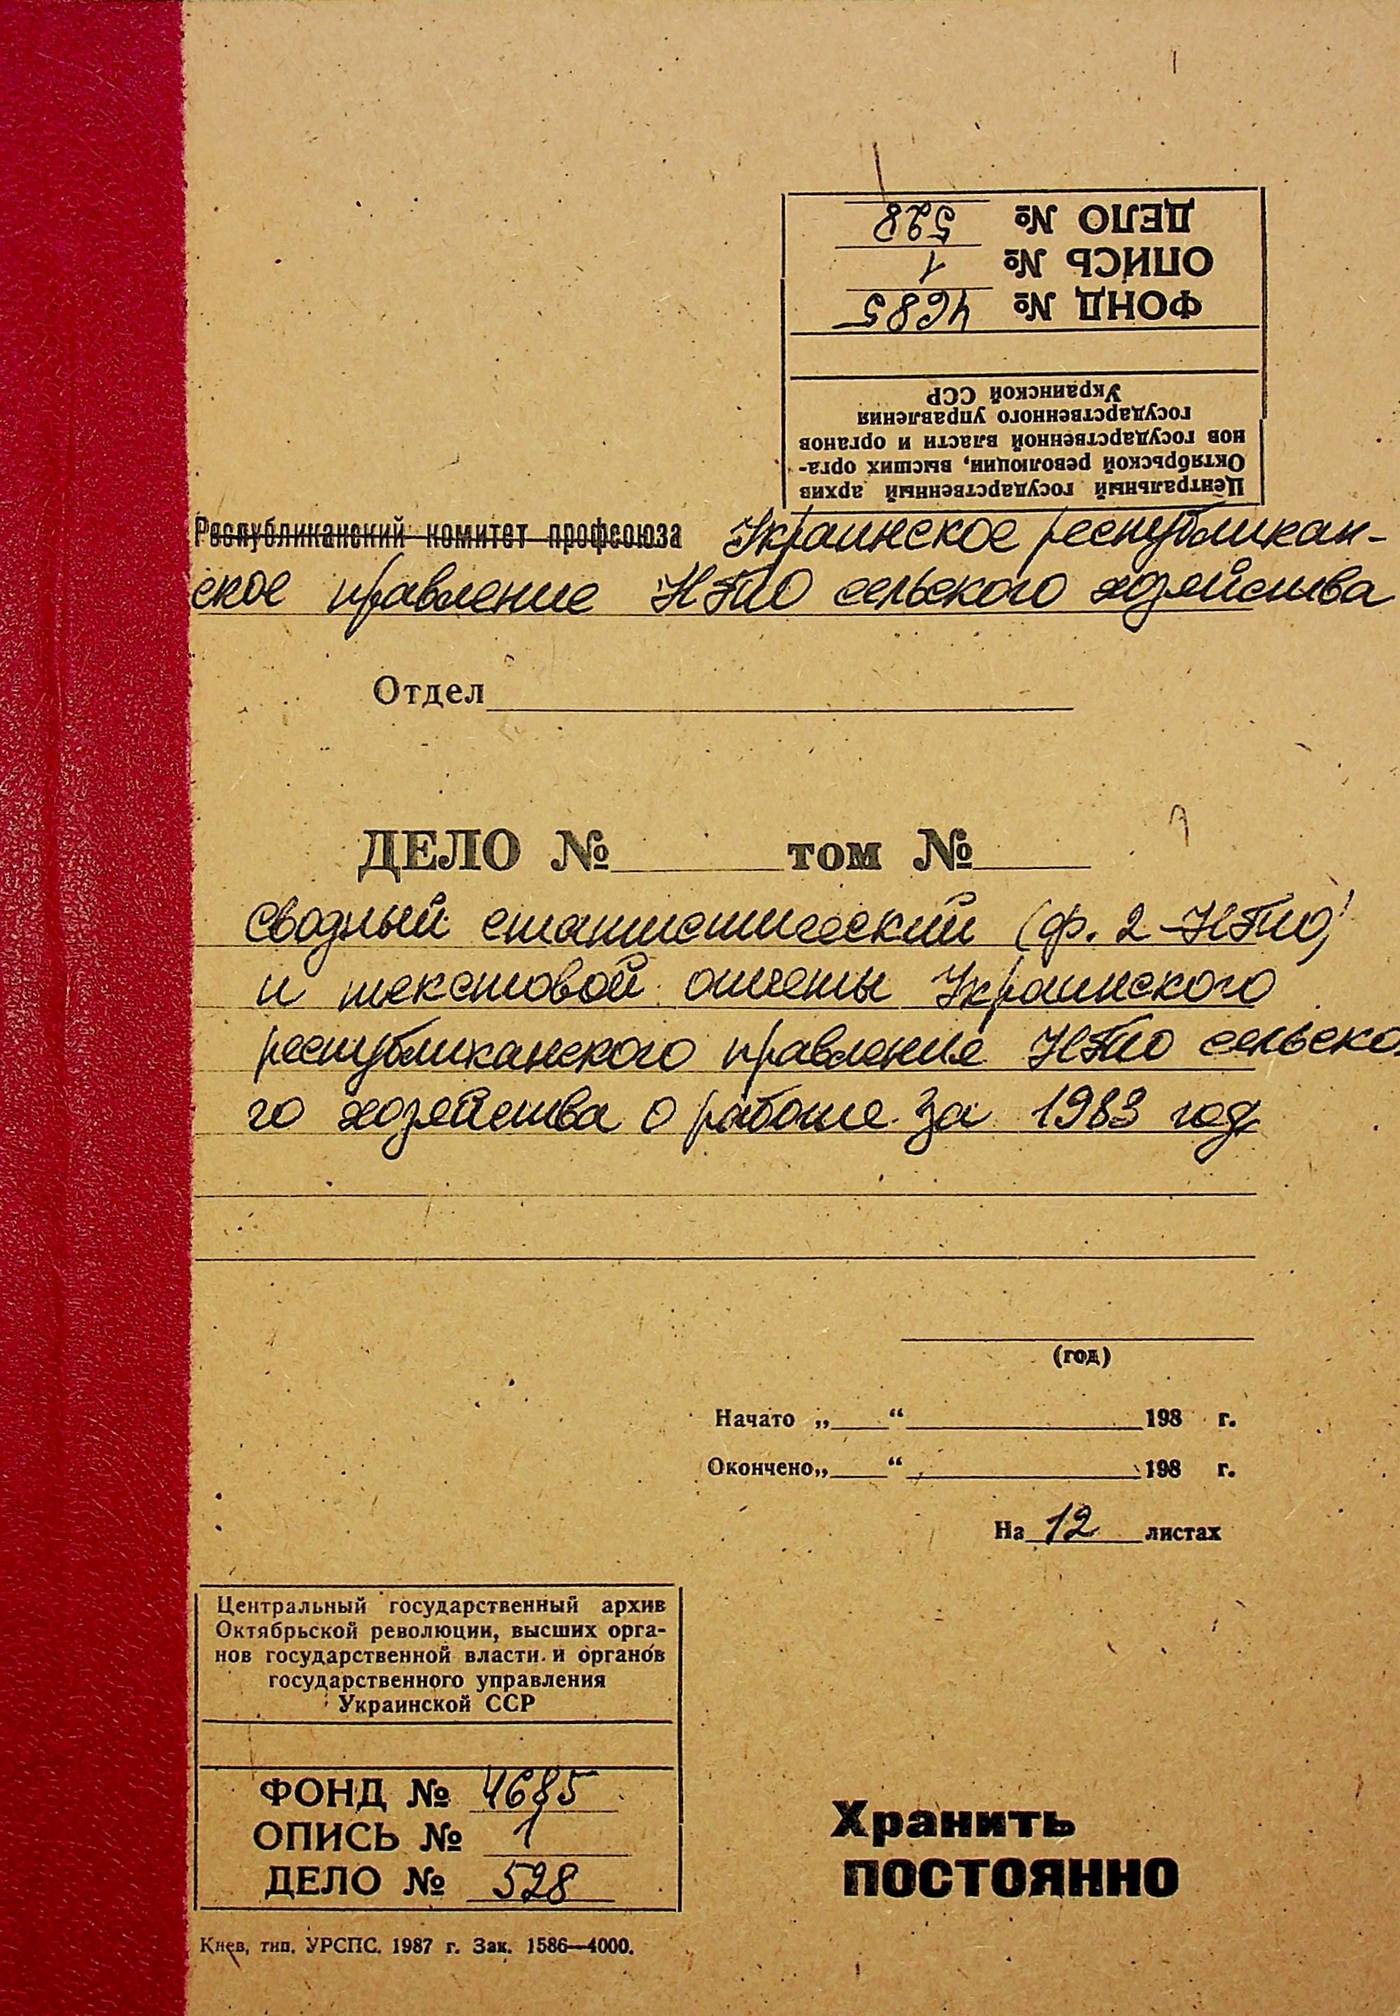 ДЕЛО № 528
ОПИСЬ № 1
ФОНД № 4685
Центральный государственный архив
Октябрьской революции, высших орга-
нов государственной власти и органов
государственного управления
Украинской ССР
Республиканский комитет профсоюза Украинское республикан-
ское правление НТПО сельского хозяйства
Отдел
ДЕЛО № том №
сводный статистический (ф. 2-НТПО)
и текстовой отчеты Украинского
республиканского правления НТПО сельско
го хозяйства о работе за 1983 год
(год)
Начато „ “ 198 г.
Окончено „ “ 198 г.
На 12 листах
Центральный государственный архив
Октябрьской революции, высших орга-
нов государственной власти и органов
государственного управления
Украинской ССР
ФОНД № 4685
ОПИСЬ № 1
ДЕЛО № 528
Хранить
ПОСТОЯННО
Киев, тип. УРСПС. 1987 г. Зак. 1586—4000.